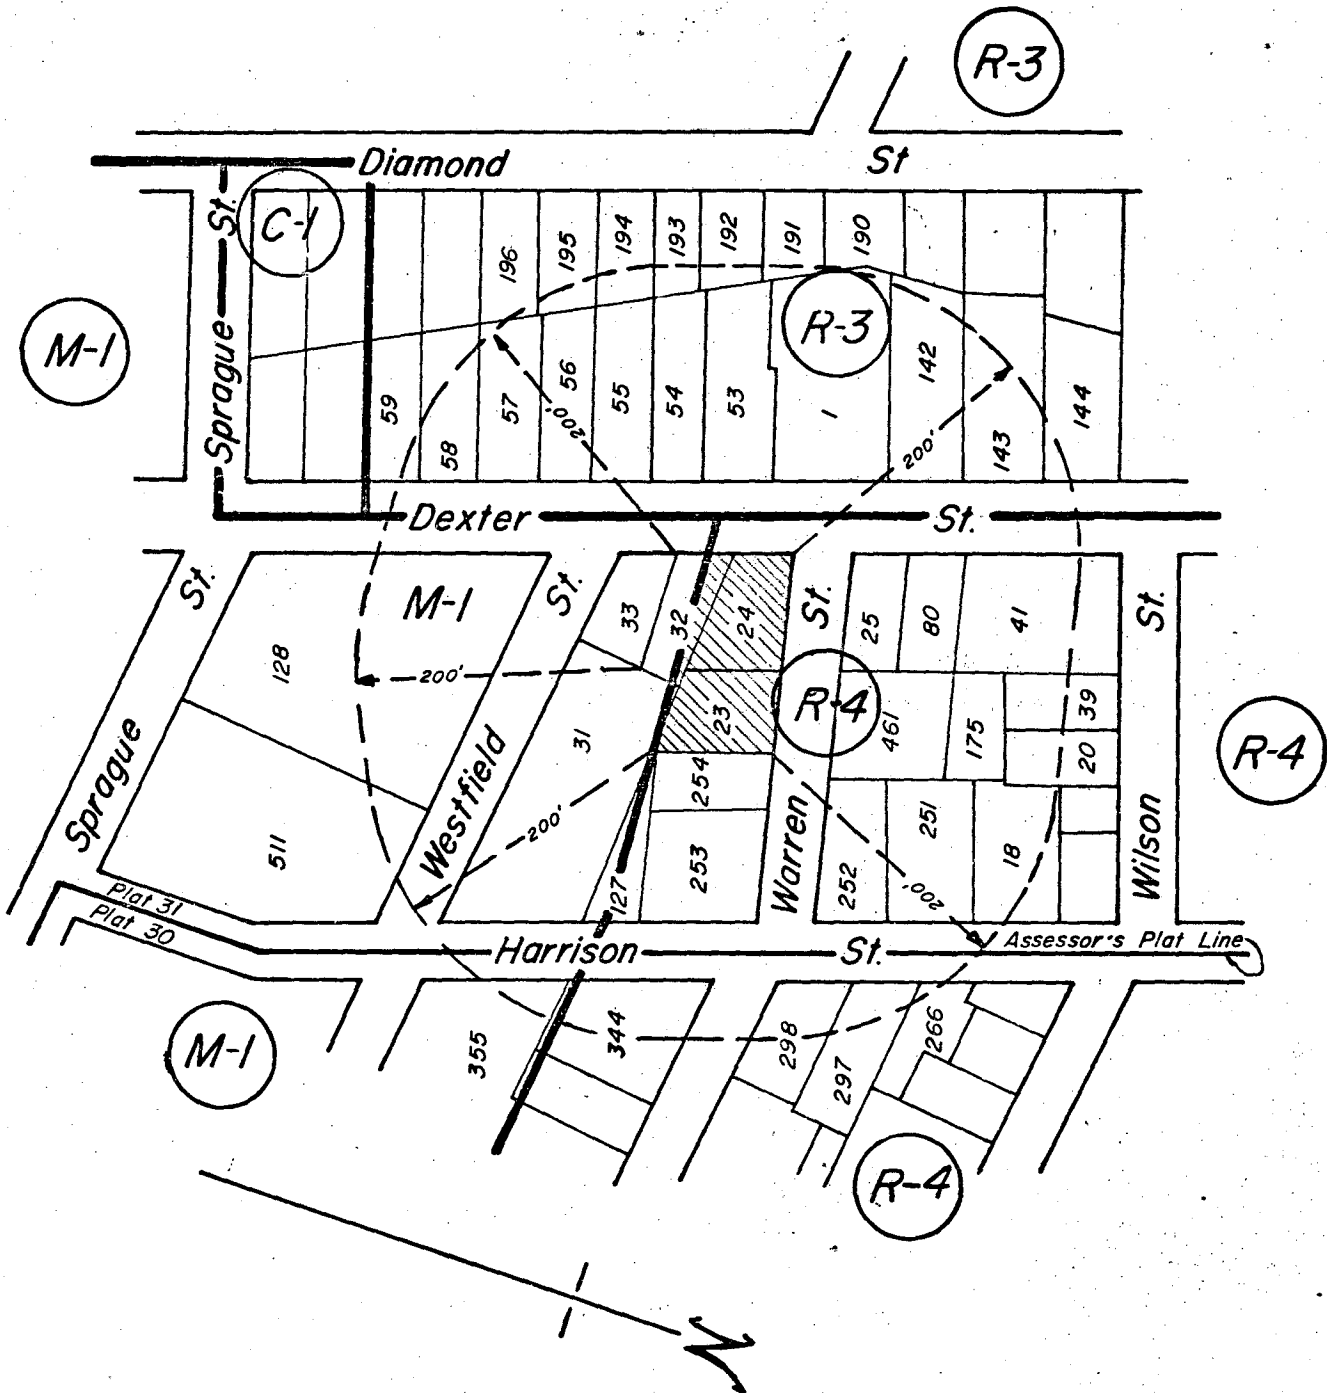 R-3
Diamond St
St.
C-1
196
195
194
193
192
191
190
R-3
M-1
Sprague
59
58
57
56
55
54
53
1
142
143
144
200'
200'
Dexter St.
St.
M-1
St.
33
32
24
St.
25
80
41
St.
128
200'
31
23
R-4
461
175
39
20
R-4
Sprague
511
Westfield
200'
254
253
127
Warren
252
251
18
200'
Wilson
Plat 31
Plat 30
Harrison St.
Assessor's Plat Line
M-1
355
344
298
297
266
R-4
N